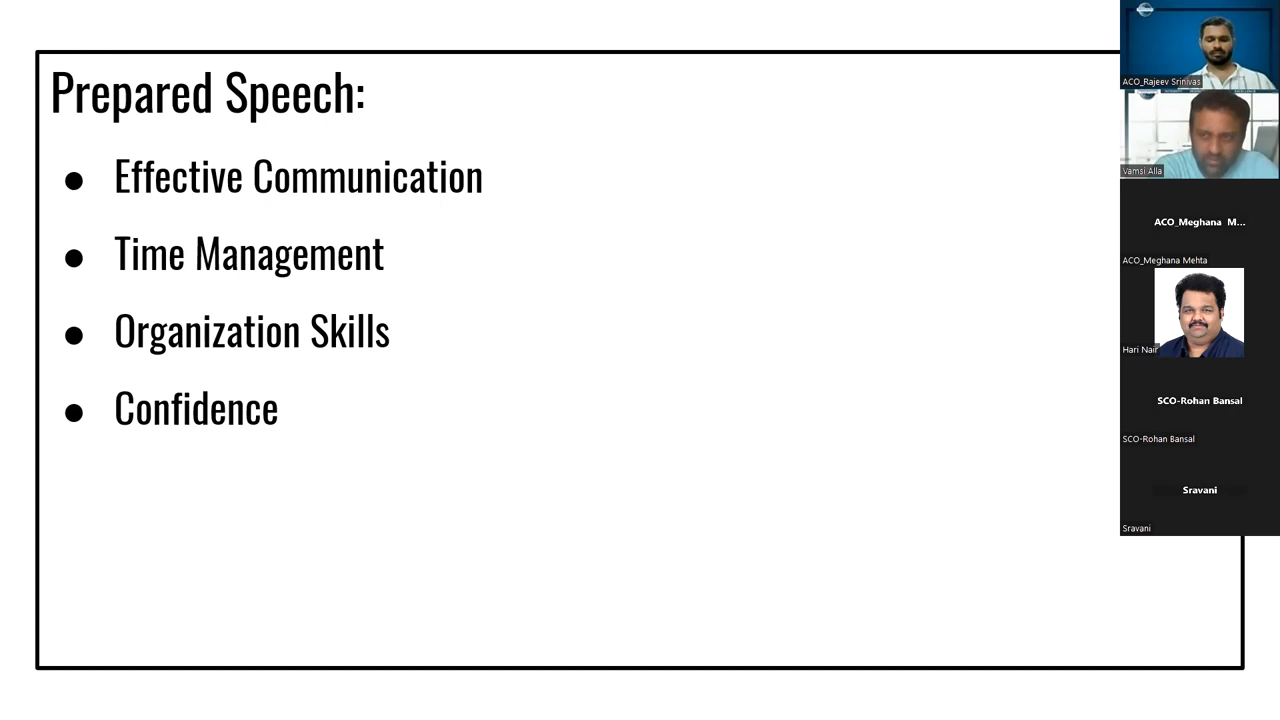 Prepared Speech:
● Effective Communication
● Time Management
● Organization Skills
● Confidence
ACO_Rajeev Srinivas
Vamsi Alla
ACO_Meghana M...
ACO_Meghana Mehta
Hari Nair
SCO-Rohan Bansal
SCO-Rohan Bansal
Sravani
Sravani